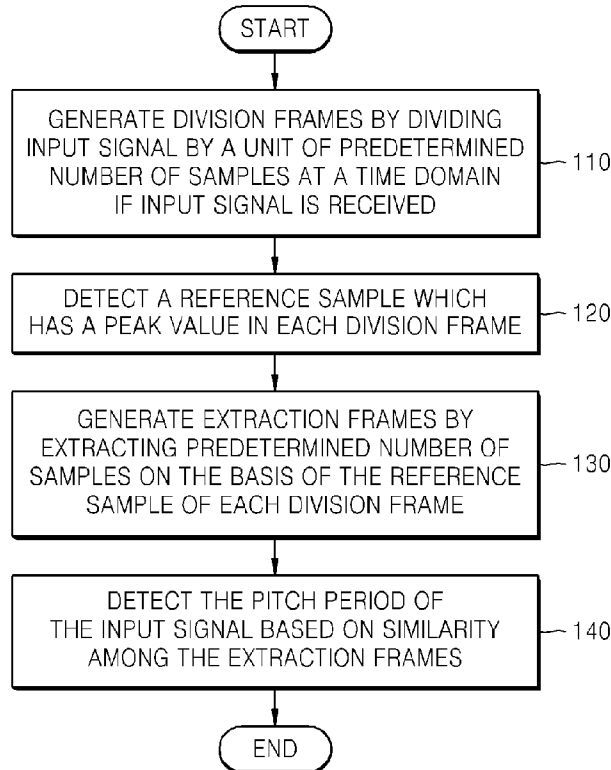 START
GENERATE DIVISION FRAMES BY DIVIDING
INPUT SIGNAL BY A UNIT OF PREDETERMINED
NUMBER OF SAMPLES AT A TIME DOMAIN
IF INPUT SIGNAL IS RECEIVED
110
DETECT A REFERENCE SAMPLE WHICH
HAS A PEAK VALUE IN EACH DIVISION FRAME
120
GENERATE EXTRACTION FRAMES BY
EXTRACTING PREDETERMINED NUMBER OF
SAMPLES ON THE BASIS OF THE REFERENCE
SAMPLE OF EACH DIVISION FRAME
130
DETECT THE PITCH PERIOD OF
THE INPUT SIGNAL BASED ON SIMILARITY
AMONG THE EXTRACTION FRAMES
140
END